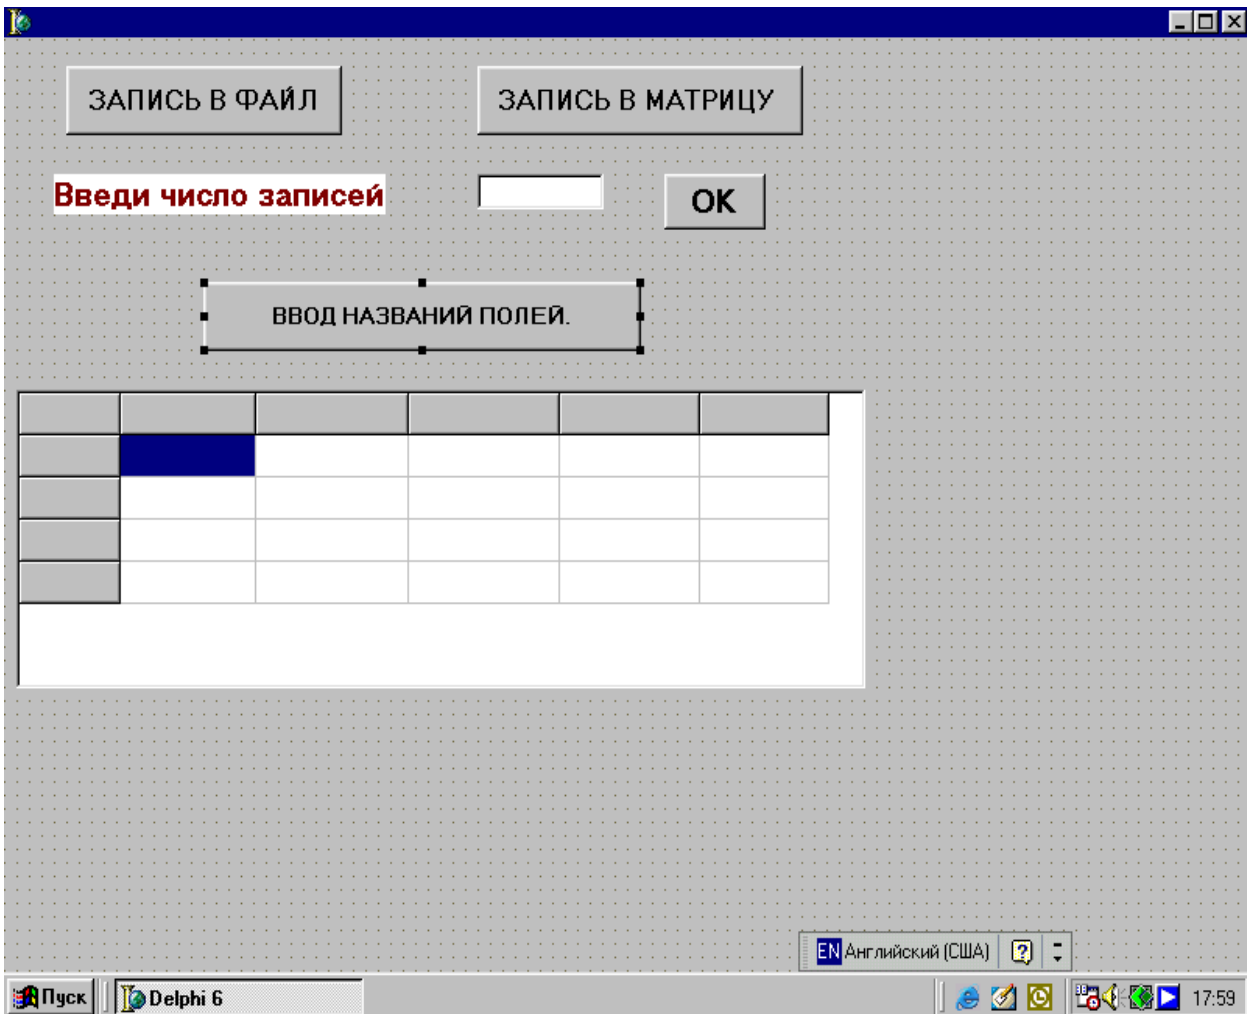 ЗАПИСЬ В ФАЙЛ
ЗАПИСЬ В МАТРИЦУ
Введи число записей
OK
ВВОД НАЗВАНИЙ ПОЛЕЙ.
EN Английский (США)
Пуск
Delphi 6
17:59